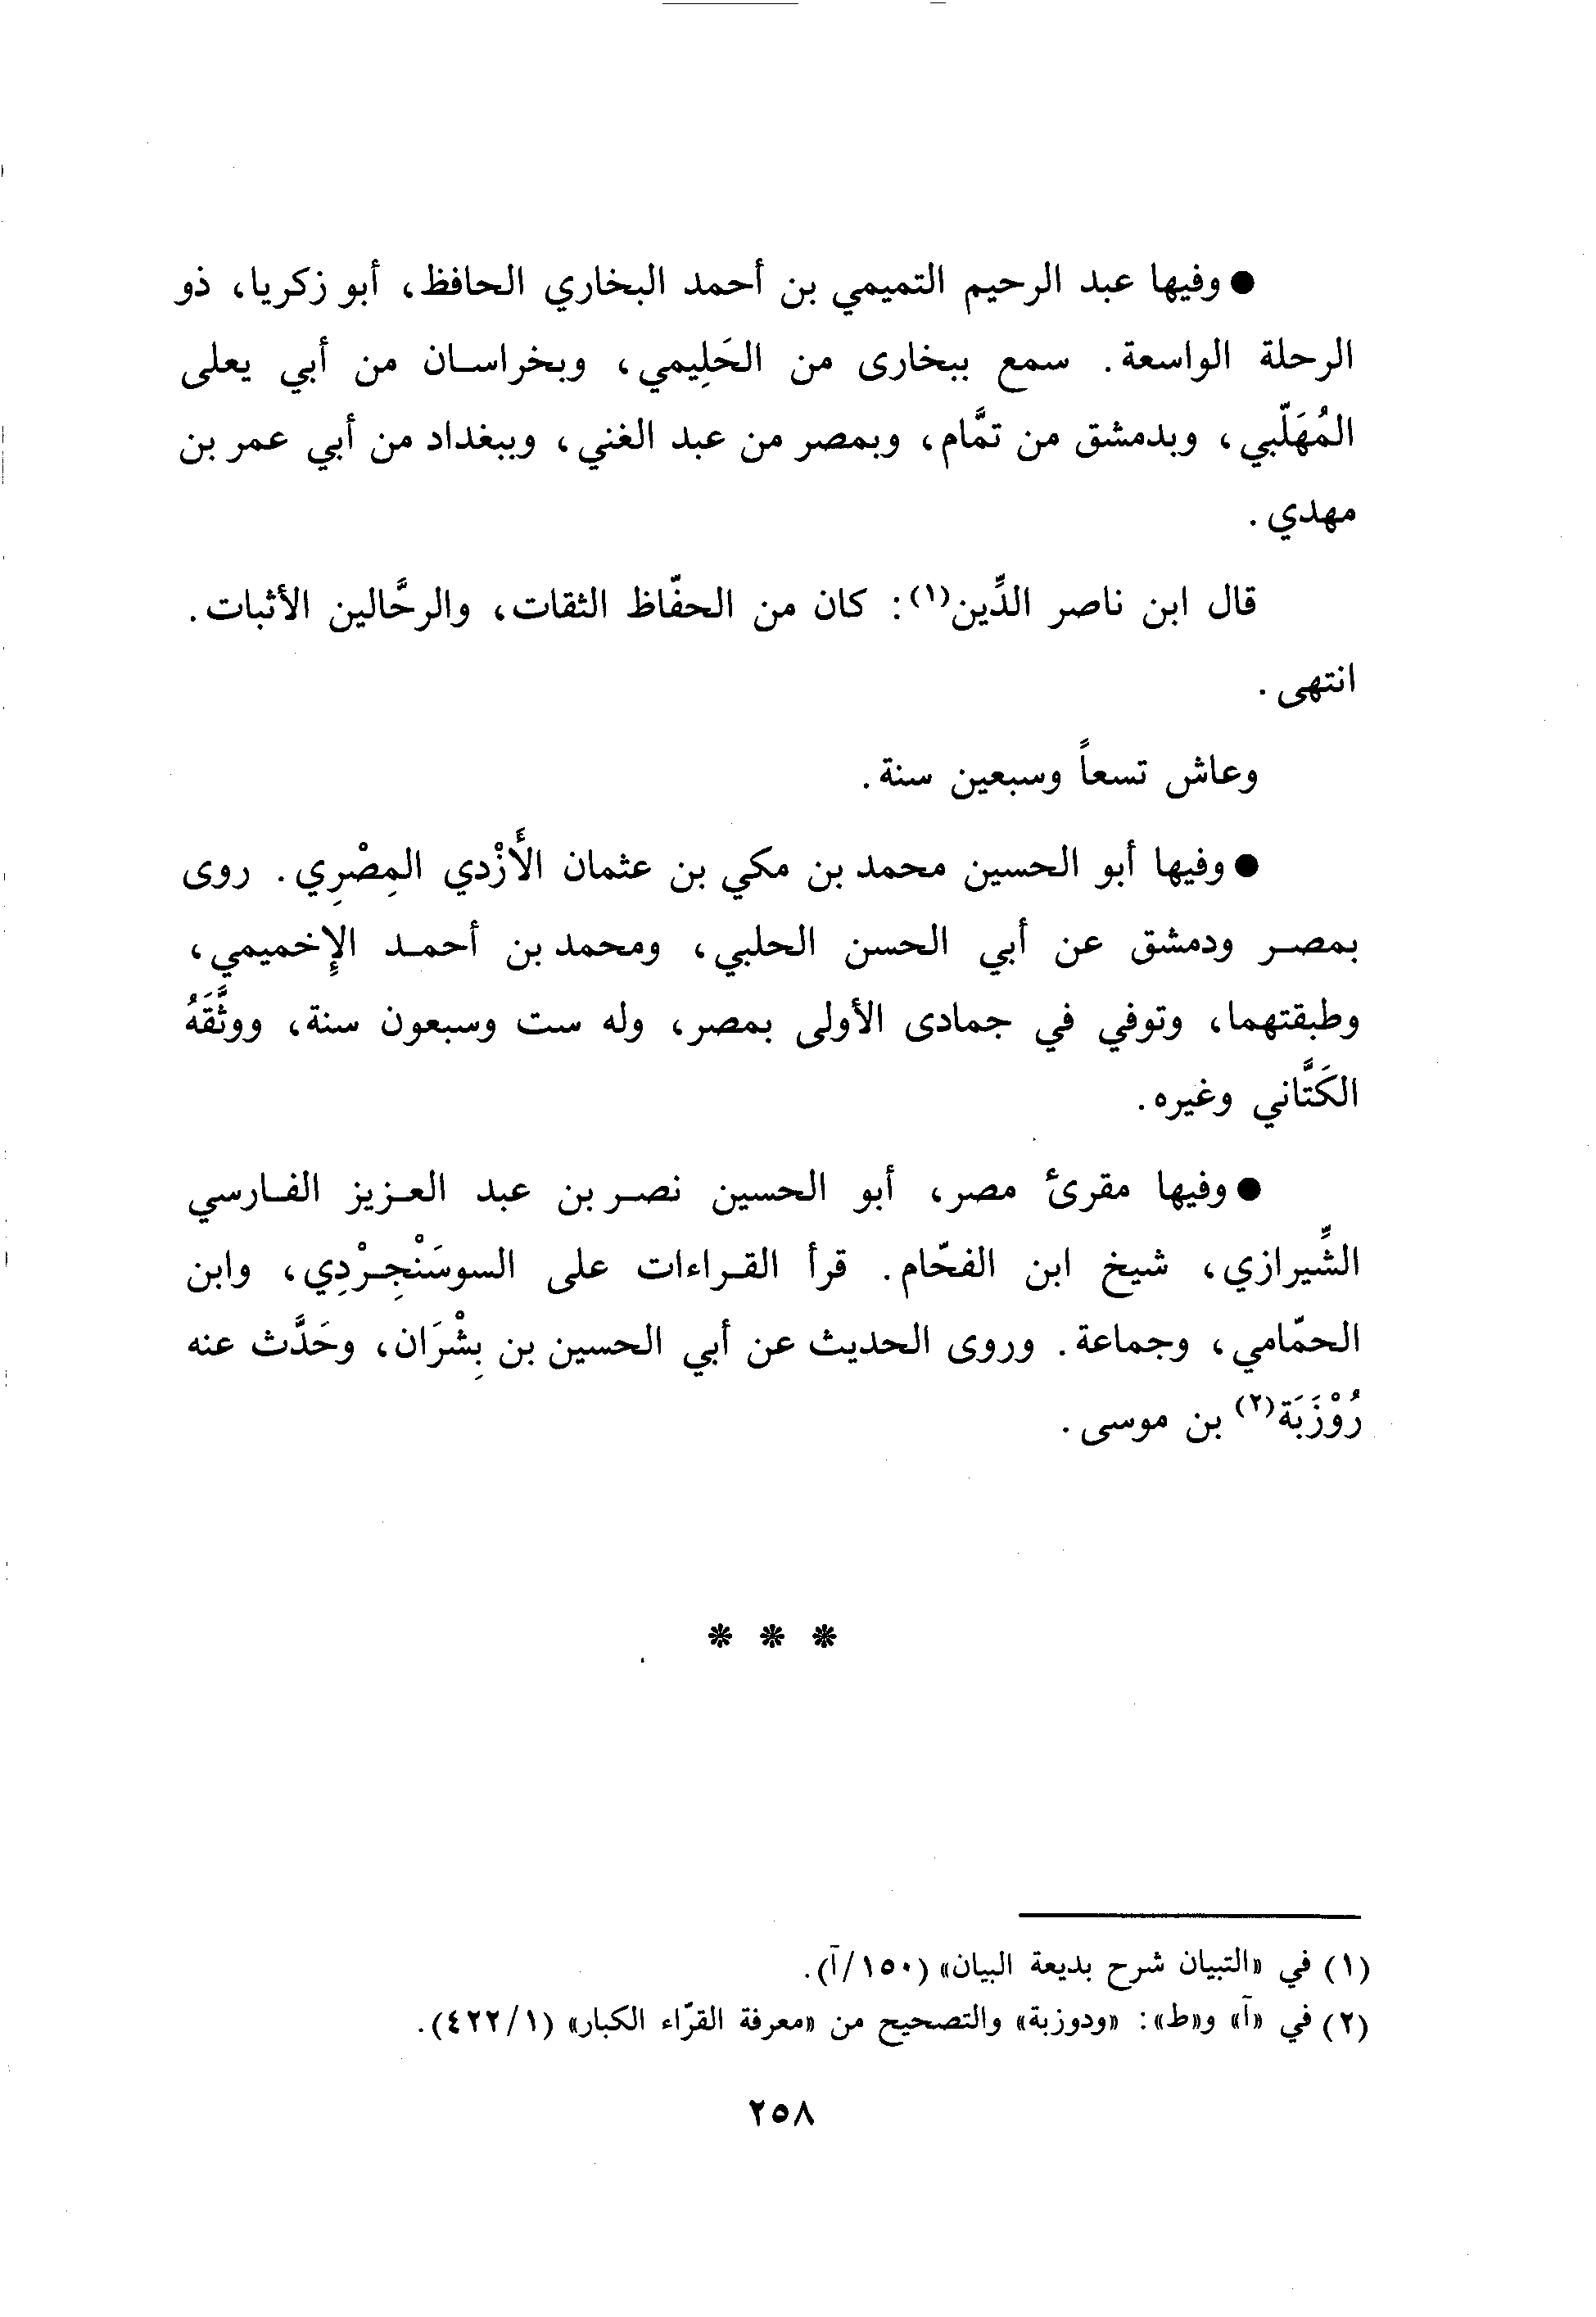 ● وفيها عبد الرحيم التميمي بن أحمد البخاري الحافظ، أبو زكريا، ذو
الرحلة الواسعة. سمع ببخارى من الحَلِيمي، وبخراسان من أبي يعلى
المُهَلّبي، وبدمشق من تمَّام، وبمصر من عبد الغني، وببغداد من أبي عمر بن
مهدي.
قال ابن ناصر الدِّين(١): كان من الحفّاظ الثقات، والرحَّالين الأثبات.
انتهى.
وعاش تسعاً وسبعين سنة.
● وفيها أبو الحسين محمد بن مكي بن عثمان الأَزْدي المِصْرِي. روى
بمصر ودمشق عن أبي الحسن الحلبي، ومحمد بن أحمد الإخميمي،
وطبقتهما، وتوفي في جمادى الأولى بمصر، وله ست وسبعون سنة، ووثَّقَهُ
الكَتَّاني وغيره.
● وفيها مقرئ مصر، أبو الحسين نصر بن عبد العزيز الفارسي
الشِّيرازي، شيخ ابن الفحّام. قرأ القراءات على السوسَنْجِرْدِي، وابن
الحمّامي، وجماعة. وروى الحديث عن أبي الحسين بن بِشْرَان، وحَدَّث عنه
رُوْزَبَة(٢) بن موسى.
* * *
(١) في «التبيان شرح بديعة البيان» (١٥٠/آ).
(٢) في «آ» و«ط»: «ودوزبة» والتصحيح من «معرفة القرّاء الكبار» (٤٢٢/١).
٢٥٨